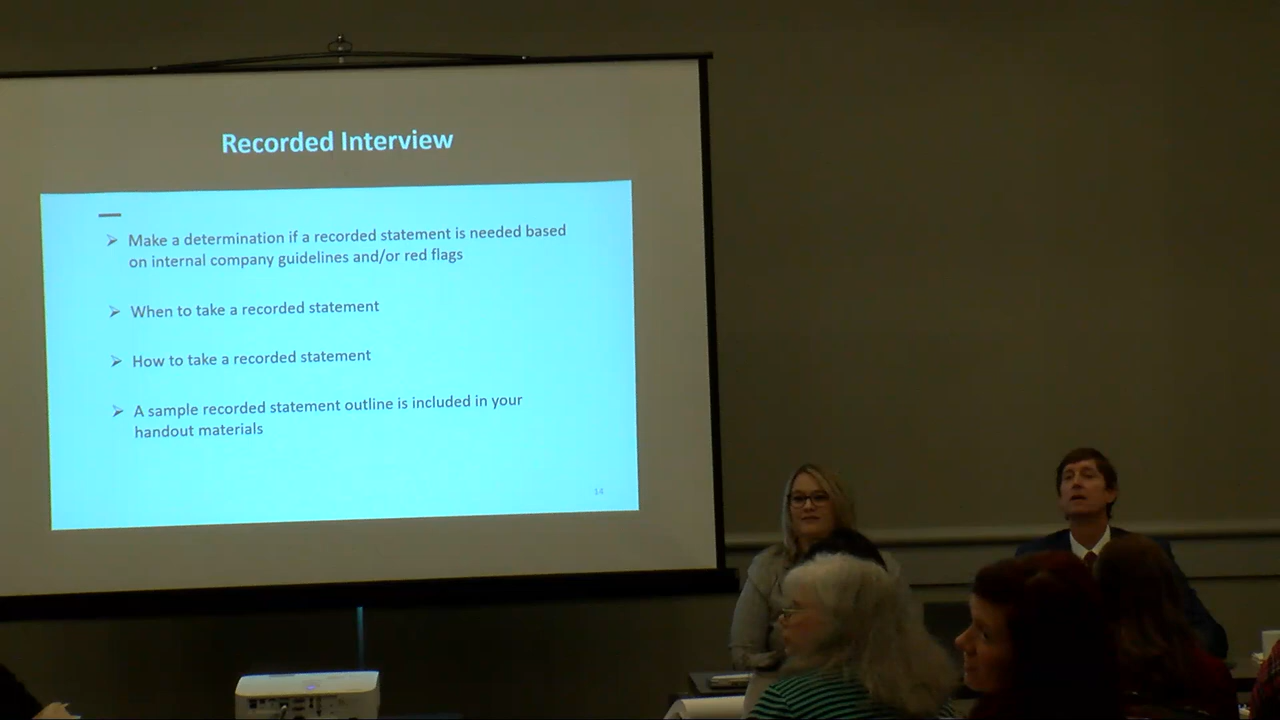 Recorded Interview
➢ Make a determination if a recorded statement is needed based
on internal company guidelines and/or red flags
➢ When to take a recorded statement
➢ How to take a recorded statement
➢ A sample recorded statement outline is included in your
handout materials
14